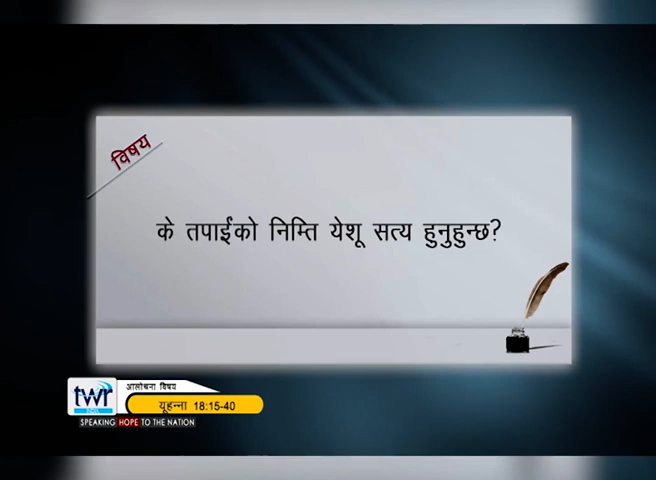 विषय
के तपाईंको निम्ति येशू सत्य हुनुहुन्छ?
twr
आलोचना विषय
यूहन्ना 18:15-40
SPEAKING HOPE TO THE NATION